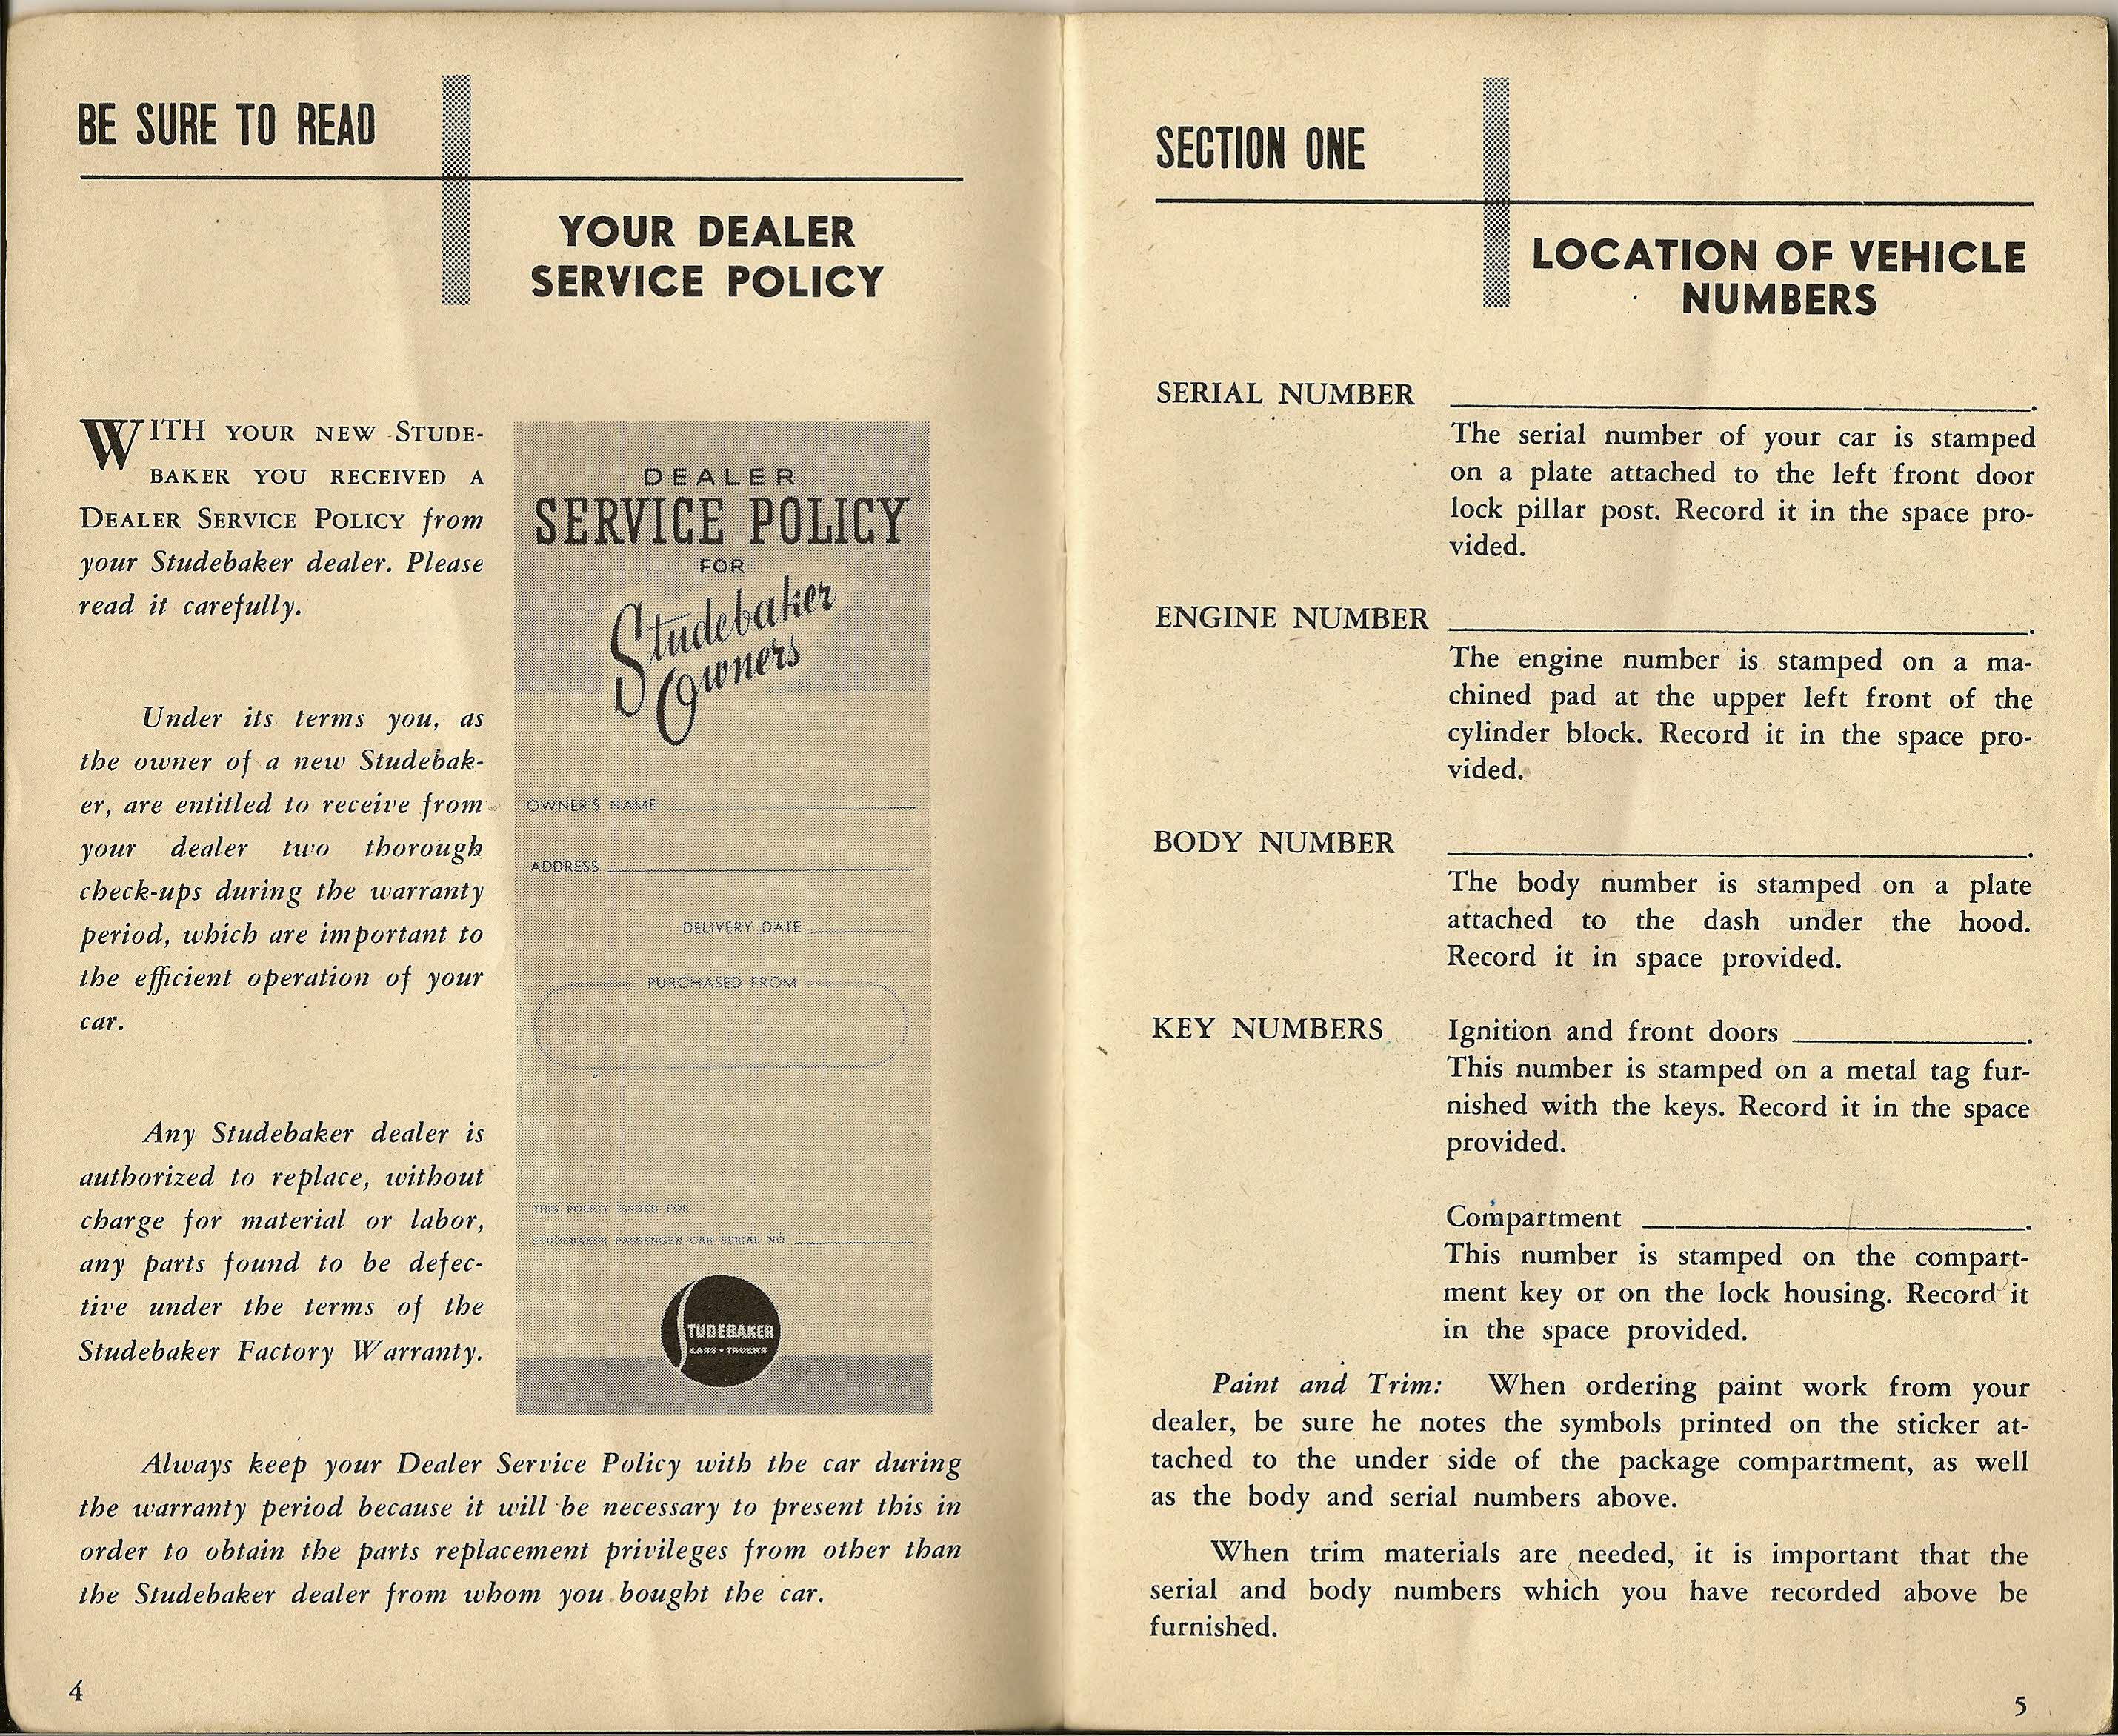 BE SURE TO READ
YOUR DEALER
SERVICE POLICY
WITH YOUR NEW STUDE-
BAKER YOU RECEIVED A
DEALER SERVICE POLICY from
your Studebaker dealer. Please
read it carefully.
Under its terms you, as
the owner of a new Studebak-
er, are entitled to receive from
your dealer two thorough
check-ups during the warranty
period, which are important to
the efficient operation of your
car.
Any Studebaker dealer is
authorized to replace, without
charge for material or labor,
any parts found to be defec-
tive under the terms of the
Studebaker Factory Warranty.
DEALER
SERVICE POLICY
FOR
Studebaker
Owners
OWNER'S NAME
ADDRESS
DELIVERY DATE
PURCHASED FROM
THIS POLICY ISSUED FOR
STUDEBAKER PASSENGER CAR SERIAL NO.
STUDEBAKER
CARS • TRUCKS
Always keep your Dealer Service Policy with the car during
the warranty period because it will be necessary to present this in
order to obtain the parts replacement privileges from other than
the Studebaker dealer from whom you bought the car.
4
SECTION ONE
LOCATION OF VEHICLE
NUMBERS
SERIAL NUMBER
The serial number of your car is stamped
on a plate attached to the left front door
lock pillar post. Record it in the space pro-
vided.
ENGINE NUMBER
The engine number is stamped on a ma-
chined pad at the upper left front of the
cylinder block. Record it in the space pro-
vided.
BODY NUMBER
The body number is stamped on a plate
attached to the dash under the hood.
Record it in space provided.
KEY NUMBERS Ignition and front doors
This number is stamped on a metal tag fur-
nished with the keys. Record it in the space
provided.
Compartment
This number is stamped on the compart-
ment key or on the lock housing. Record it
in the space provided.
Paint and Trim: When ordering paint work from your
dealer, be sure he notes the symbols printed on the sticker at-
tached to the under side of the package compartment, as well
as the body and serial numbers above.
When trim materials are needed, it is important that the
serial and body numbers which you have recorded above be
furnished.
5